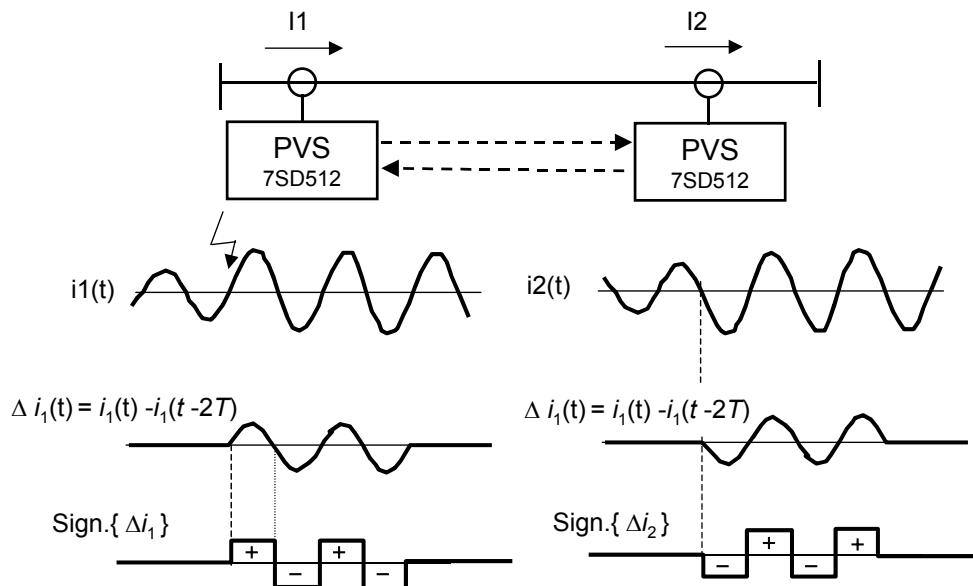 I1 I2
PVS PVS
7SD512 7SD512
i1(t) i2(t)
Δ i₁(t) = i₁(t) -i₁(t -2T) Δ i₁(t) = i₁(t) -i₁(t -2T)
Sign.{ Δi₁} Sign.{ Δi₂}
+ + + +
– – – –